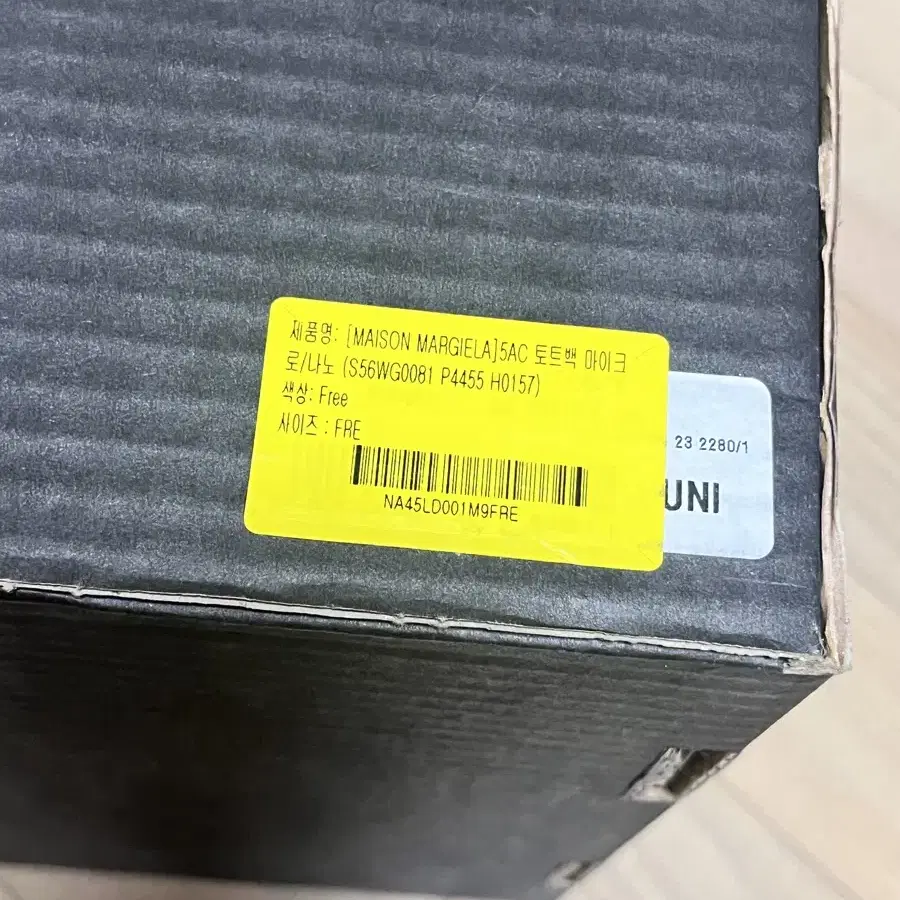 제품명: [MAISON MARGIELA]5AC 토트백 마이크
로/나노 (S56WG0081 P4455 H0157)
색상: Free
사이즈 : FRE
NA45LD001M9FRE
23 2280/1
UNI